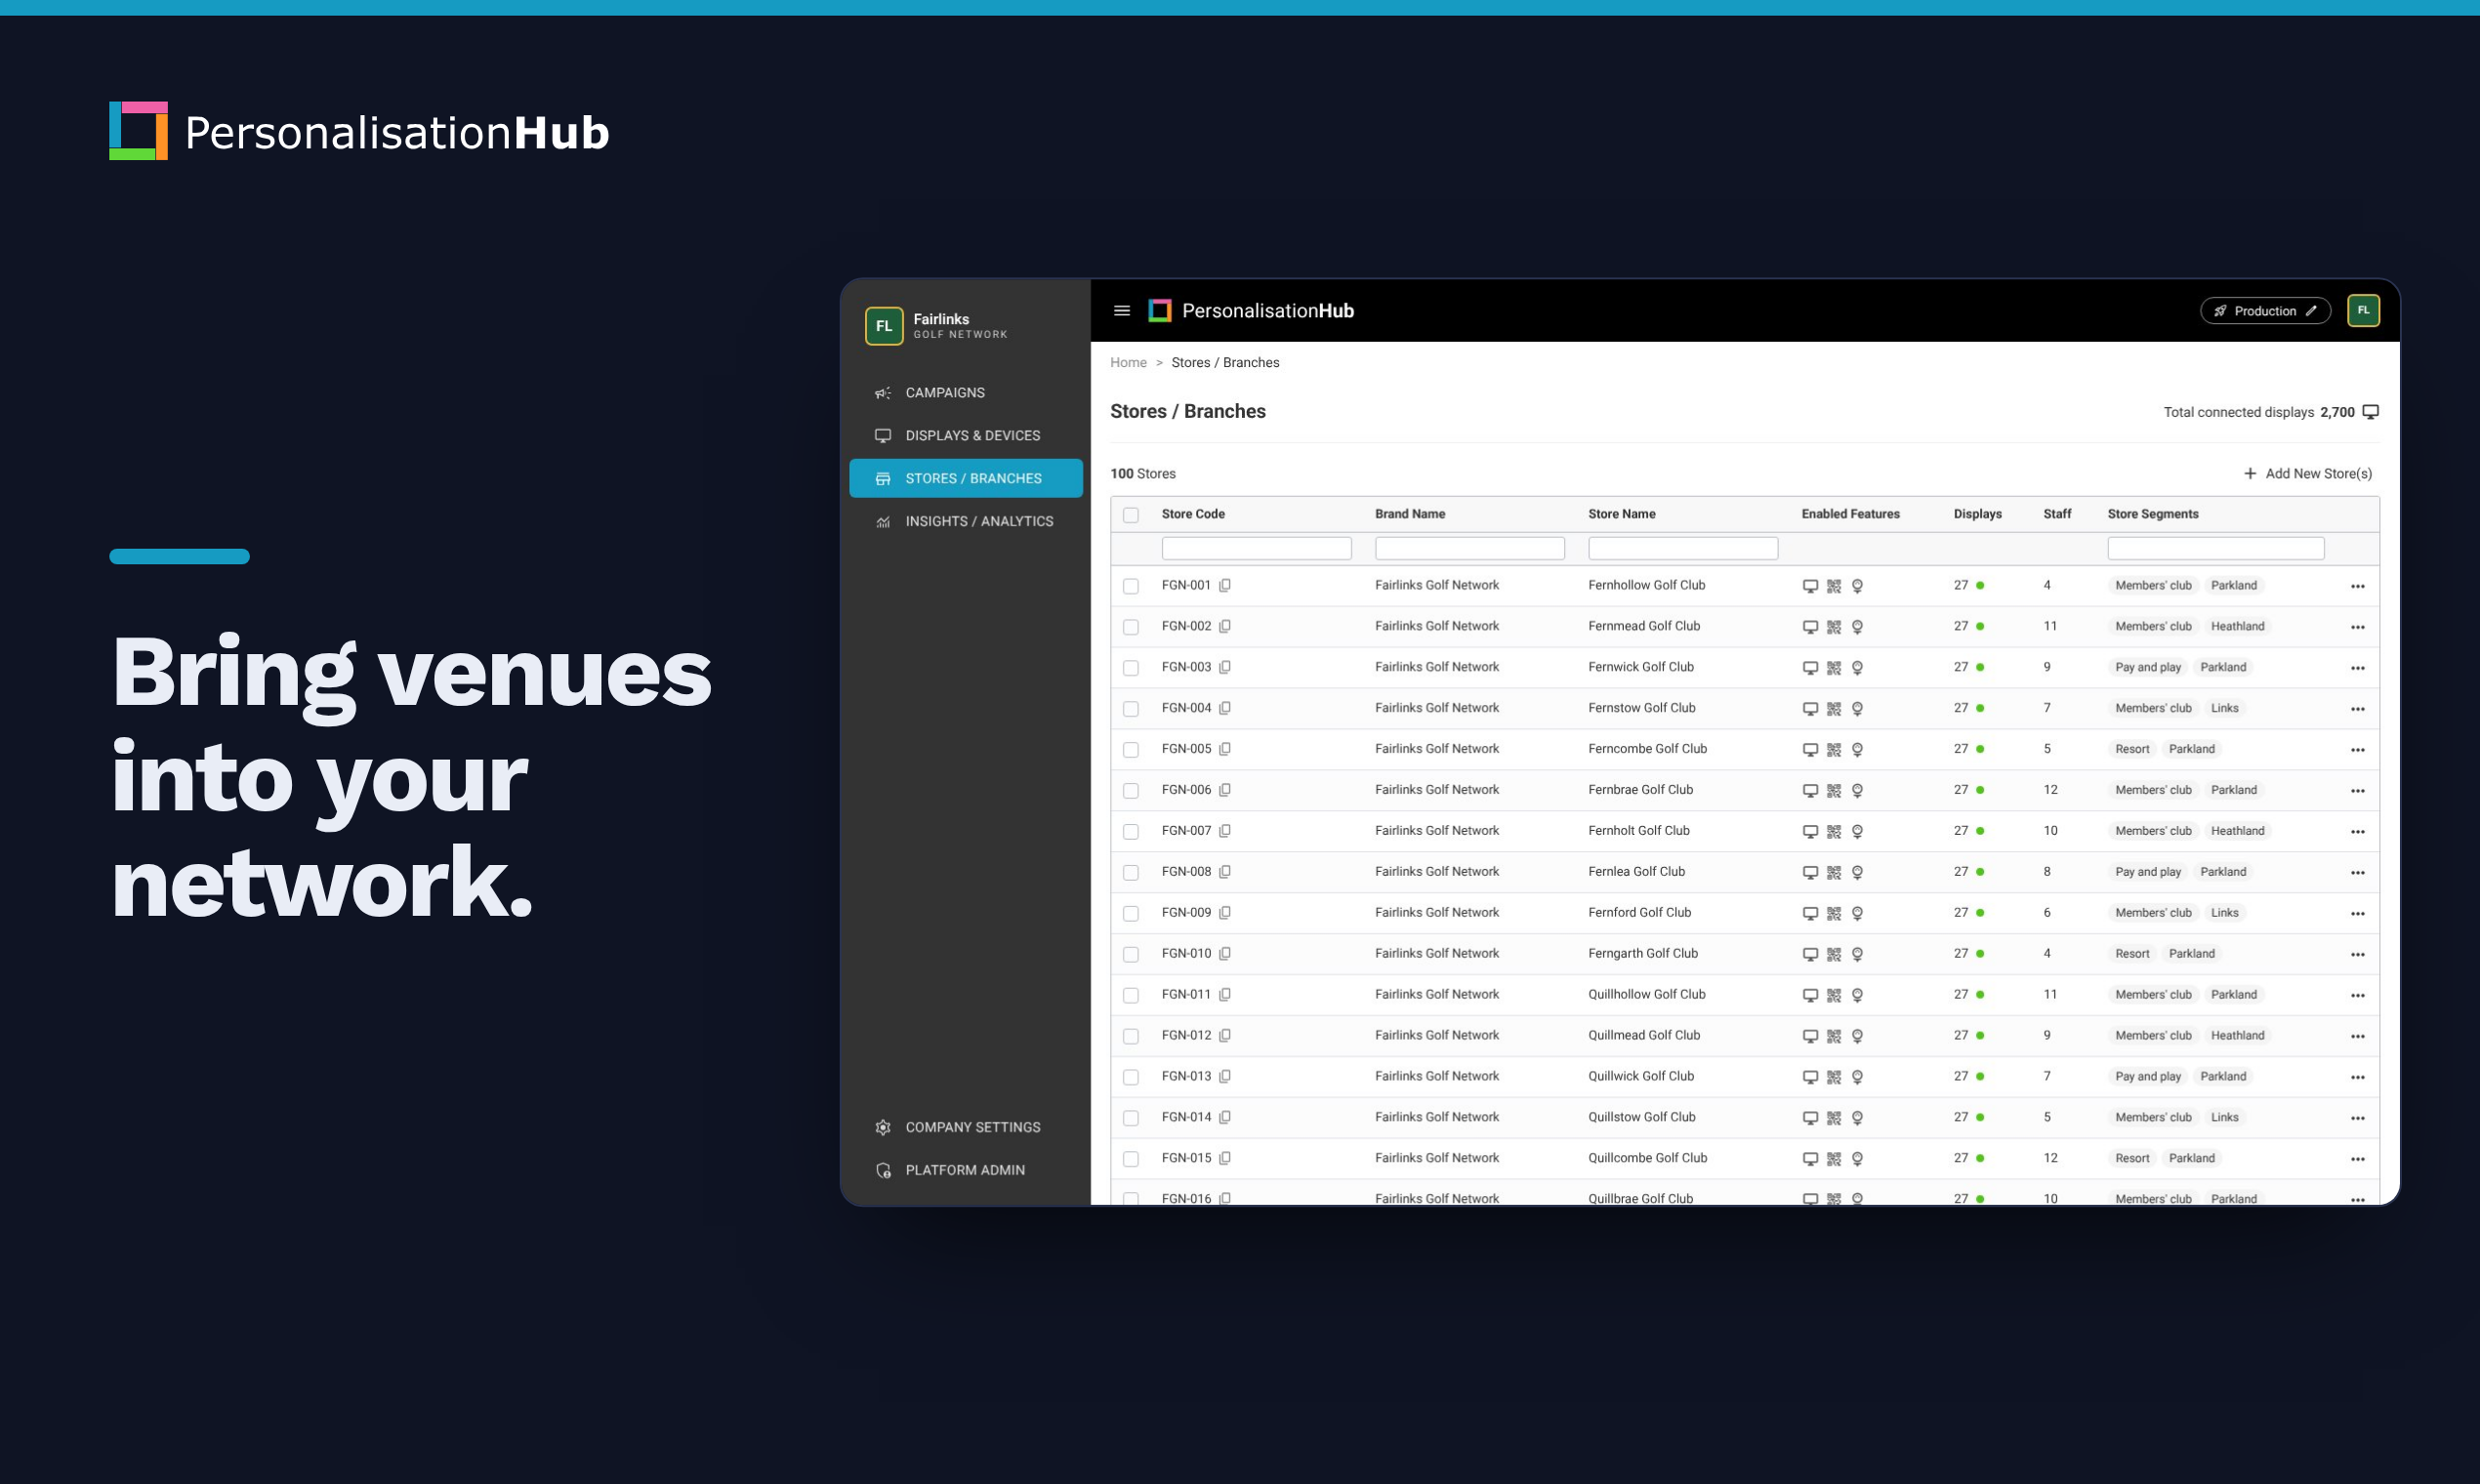 PersonalisationHub
Bring venues
into your
network.
FL
Fairlinks
GOLF NETWORK
CAMPAIGNS
DISPLAYS & DEVICES
STORES / BRANCHES
INSIGHTS / ANALYTICS
COMPANY SETTINGS
PLATFORM ADMIN
PersonalisationHub
Production
FL
Home > Stores / Branches
Stores / Branches
Total connected displays 2,700
100 Stores
+ Add New Store(s)
Store Code Brand Name Store Name Enabled Features Displays Staff Store Segments
FGN-001 Fairlinks Golf Network Fernhollow Golf Club 27 4 Members' club Parkland
FGN-002 Fairlinks Golf Network Fernmead Golf Club 27 11 Members' club Heathland
FGN-003 Fairlinks Golf Network Fernwick Golf Club 27 9 Pay and play Parkland
FGN-004 Fairlinks Golf Network Fernstow Golf Club 27 7 Members' club Links
FGN-005 Fairlinks Golf Network Ferncombe Golf Club 27 5 Resort Parkland
FGN-006 Fairlinks Golf Network Fernbrae Golf Club 27 12 Members' club Parkland
FGN-007 Fairlinks Golf Network Fernholt Golf Club 27 10 Members' club Heathland
FGN-008 Fairlinks Golf Network Fernlea Golf Club 27 8 Pay and play Parkland
FGN-009 Fairlinks Golf Network Fernford Golf Club 27 6 Members' club Links
FGN-010 Fairlinks Golf Network Ferngarth Golf Club 27 4 Resort Parkland
FGN-011 Fairlinks Golf Network Quillhollow Golf Club 27 11 Members' club Parkland
FGN-012 Fairlinks Golf Network Quillmead Golf Club 27 9 Members' club Heathland
FGN-013 Fairlinks Golf Network Quillwick Golf Club 27 7 Pay and play Parkland
FGN-014 Fairlinks Golf Network Quillstow Golf Club 27 5 Members' club Links
FGN-015 Fairlinks Golf Network Quillcombe Golf Club 27 12 Resort Parkland
FGN-016 Fairlinks Golf Network Quillbrae Golf Club 27 10 Members' club Parkland